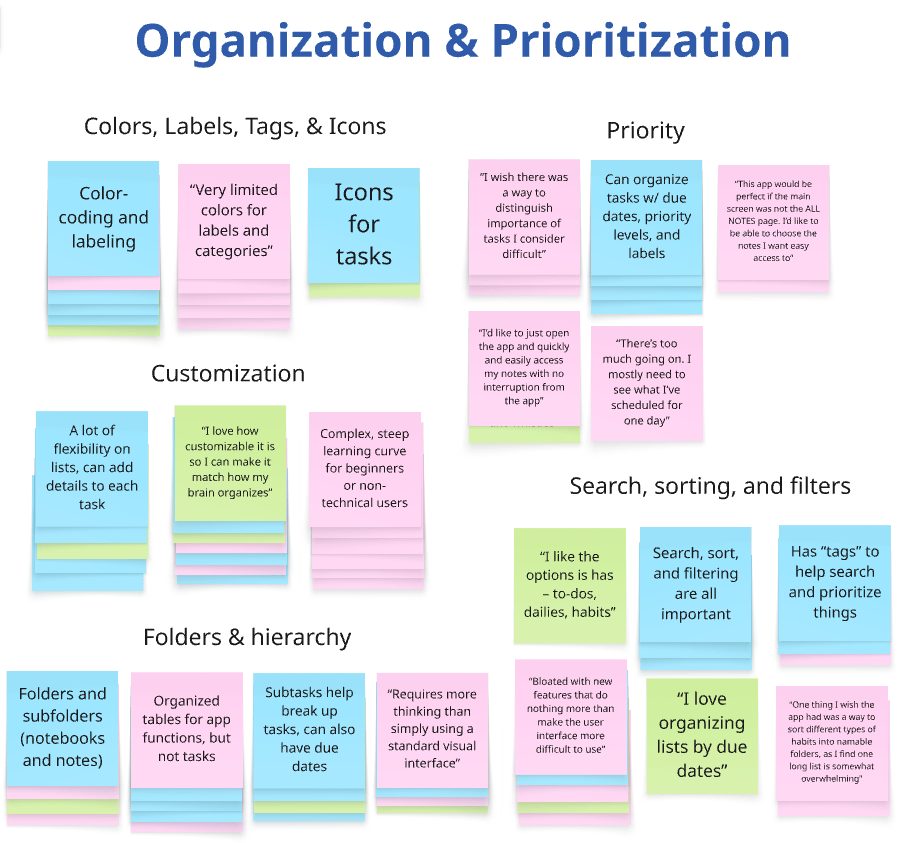 Organization & Prioritization
Colors, Labels, Tags, & Icons
Color-
coding and
labeling
“Very limited
colors for
labels and
categories”
Icons
for
tasks
Priority
“I wish there was
a way to
distinguish
importance of
tasks I consider
difficult”
Can organize
tasks w/ due
dates, priority
levels, and
labels
“This app would be
perfect if the main
screen was not the ALL
NOTES page. I’d like to
be able to choose the
notes I want easy
access to”
“I’d like to just open
the app and quickly
and easily access
my notes with no
interruption from
the app”
“There’s too
much going on. I
mostly need to
see what I’ve
scheduled for
one day”
Customization
A lot of
flexibility on
lists, can add
details to each
task
“I love how
customizable it is
so I can make it
match how my
brain organizes”
Complex, steep
learning curve
for beginners
or non-
technical users
Search, sorting, and filters
“I like the
options is has
– to-dos,
dailies, habits”
Search, sort,
and filtering
are all
important
Has “tags” to
help search
and prioritize
things
“Bloated with new
features that do
nothing more than
make the user
interface more
difficult to use”
“I love
organizing
lists by due
dates”
“One thing I wish the
app had was a way to
sort different types of
habits into namable
folders, as I find one
long list is somewhat
overwhelming”
Folders & hierarchy
Folders and
subfolders
(notebooks
and notes)
Organized
tables for app
functions, but
not tasks
Subtasks help
break up
tasks, can also
have due
dates
“Requires more
thinking than
simply using a
standard visual
interface”